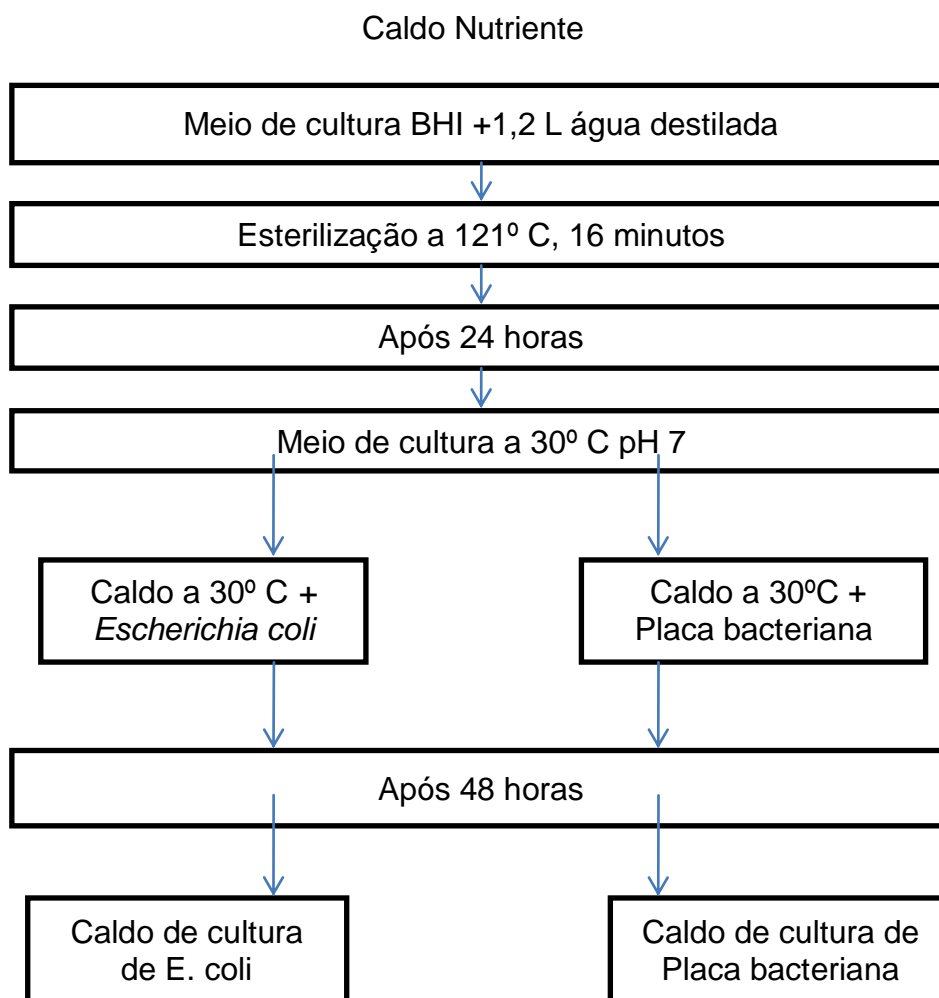 Caldo Nutriente
Meio de cultura BHI +1,2 L água destilada
Esterilização a 121º C, 16 minutos
Após 24 horas
Meio de cultura a 30º C pH 7
Caldo a 30º C +
Escherichia coli
Caldo a 30ºC +
Placa bacteriana
Após 48 horas
Caldo de cultura
de E. coli
Caldo de cultura de
Placa bacteriana